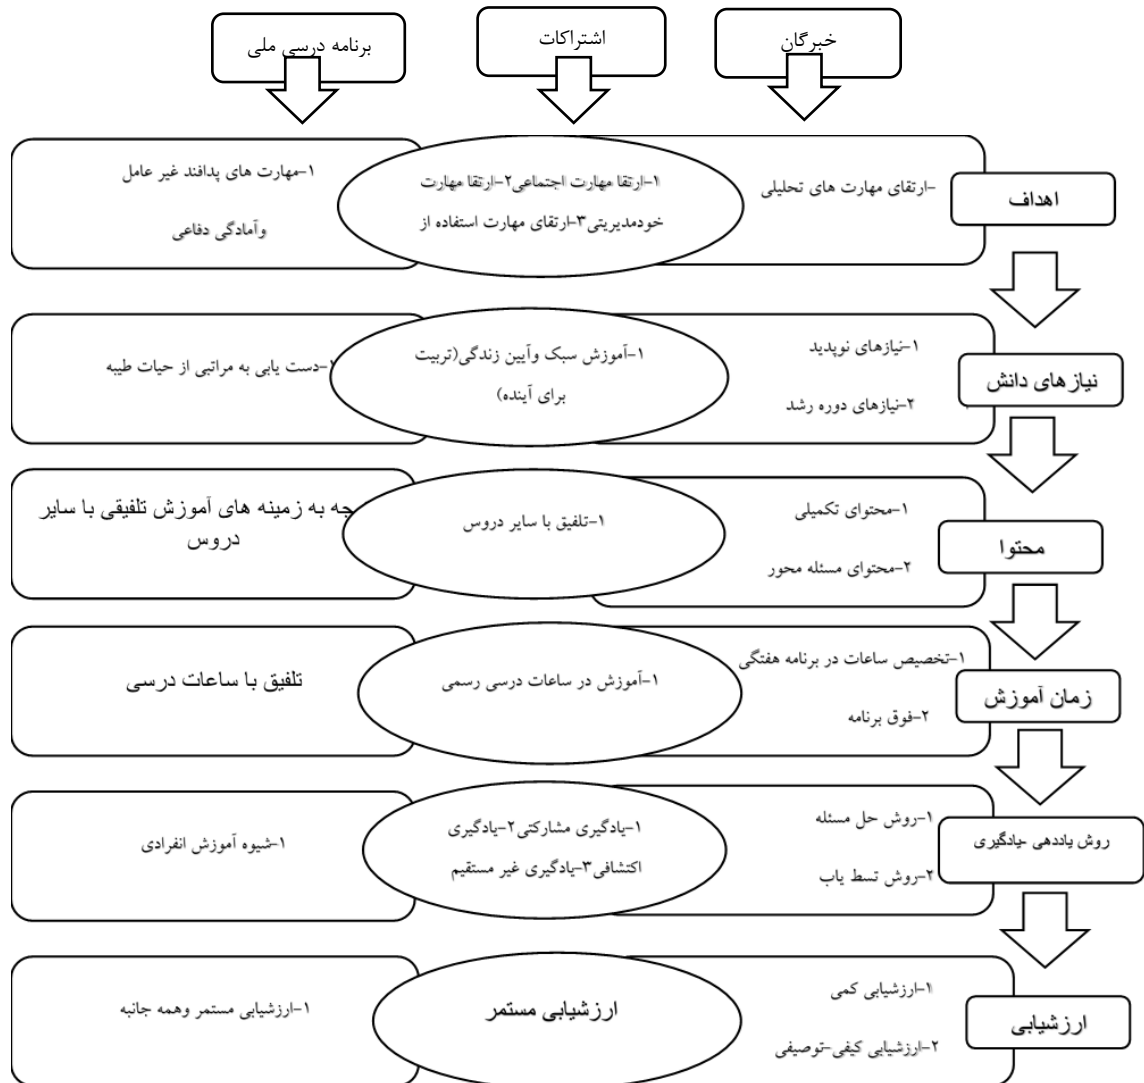 خبرگان
اشتراکات
برنامه درسی ملی
اهداف
-ارتقای مهارت های تحلیلی
۱-ارتقا مهارت اجتماعی۲-ارتقا مهارت
خودمدیریتی۳-ارتقای مهارت استفاده از
۱-مهارت های پدافند غیر عامل
وآمادگی دفاعی
نیازهای دانش
۱-نیازهای نوپدید
۲-نیازهای دوره رشد
۱-آموزش سبک وآیین زندگی(تربیت
برای آینده)
-دست یابی به مراتبی از حیات طیبه
محتوا
۱-محتوای تکمیلی
۲-محتوای مسئله محور
۱-تلفیق با سایر دروس
جه به زمینه های آموزش تلفیقی با سایر
دروس
زمان آموزش
۱-تخصیص ساعات در برنامه هفتگی
۲-فوق برنامه
۱-آموزش در ساعات درسی رسمی
تلفیق با ساعات درسی
روش یاددهی -یادگیری
۱-روش حل مسئله
۲-روش تسط یاب
۱-یادگیری مشارکتی۲-یادگیری
اکتشافی۳-یادگیری غیر مستقیم
۱-شیوه آموزش انفرادی
ارزشیابی
۱-ارزشیابی کمی
۲-ارزشیابی کیفی-توصیفی
ارزشیابی مستمر
۱-ارزشیابی مستمر وهمه جانبه